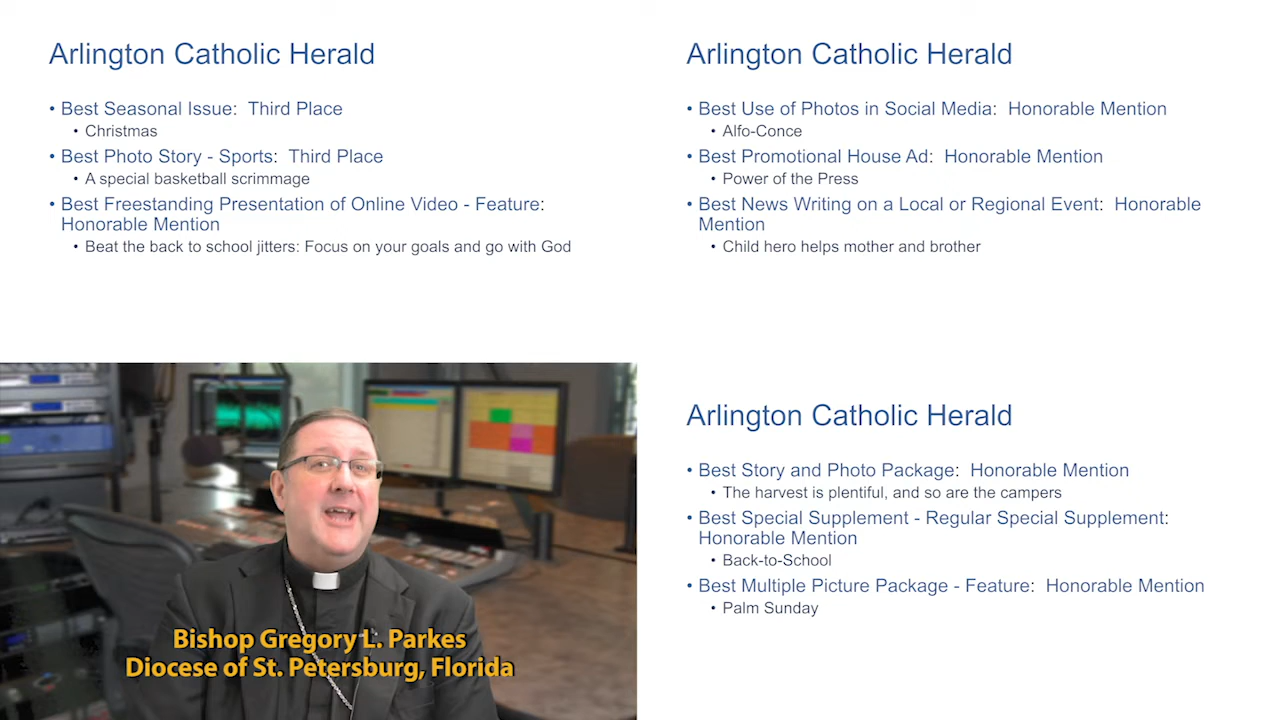 Arlington Catholic Herald
• Best Seasonal Issue: Third Place
• Christmas
• Best Photo Story - Sports: Third Place
• A special basketball scrimmage
• Best Freestanding Presentation of Online Video - Feature:
Honorable Mention
• Beat the back to school jitters: Focus on your goals and go with God
Arlington Catholic Herald
• Best Use of Photos in Social Media: Honorable Mention
• Alfo-Conce
• Best Promotional House Ad: Honorable Mention
• Power of the Press
• Best News Writing on a Local or Regional Event: Honorable
Mention
• Child hero helps mother and brother
Bishop Gregory L. Parkes
Diocese of St. Petersburg, Florida
Arlington Catholic Herald
• Best Story and Photo Package: Honorable Mention
• The harvest is plentiful, and so are the campers
• Best Special Supplement - Regular Special Supplement:
Honorable Mention
• Back-to-School
• Best Multiple Picture Package - Feature: Honorable Mention
• Palm Sunday